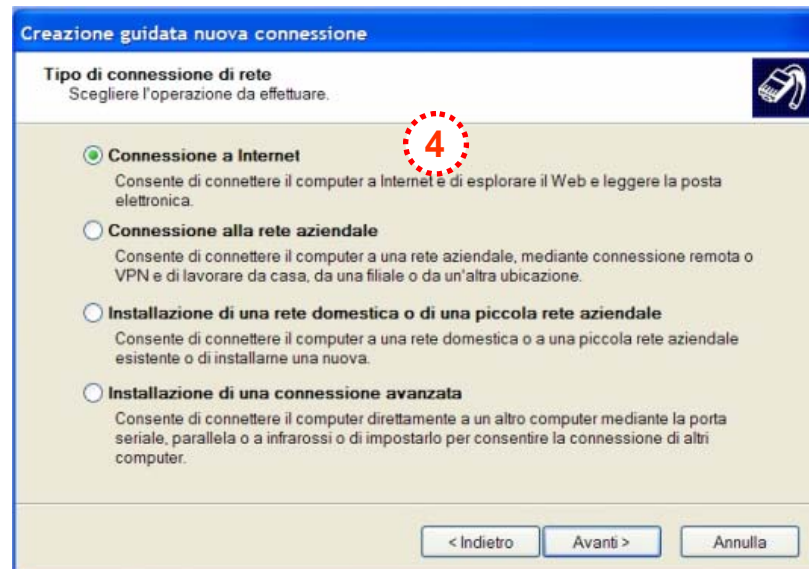 Creazione guidata nuova connessione
Tipo di connessione di rete
Scegliere l'operazione da effettuare.
4
Connessione a Internet
Consente di connettere il computer a Internet e di esplorare il Web e leggere la posta
elettronica.
Connessione alla rete aziendale
Consente di connettere il computer a una rete aziendale, mediante connessione remota o
VPN e di lavorare da casa, da una filiale o da un'altra ubicazione.
Installazione di una rete domestica o di una piccola rete aziendale
Consente di connettere il computer a una rete domestica o a una piccola rete aziendale
esistente o di installarne una nuova.
Installazione di una connessione avanzata
Consente di connettere il computer direttamente a un altro computer mediante la porta
seriale, parallela o a infrarossi o di impostarlo per consentire la connessione di altri
computer.
< Indietro Avanti > Annulla